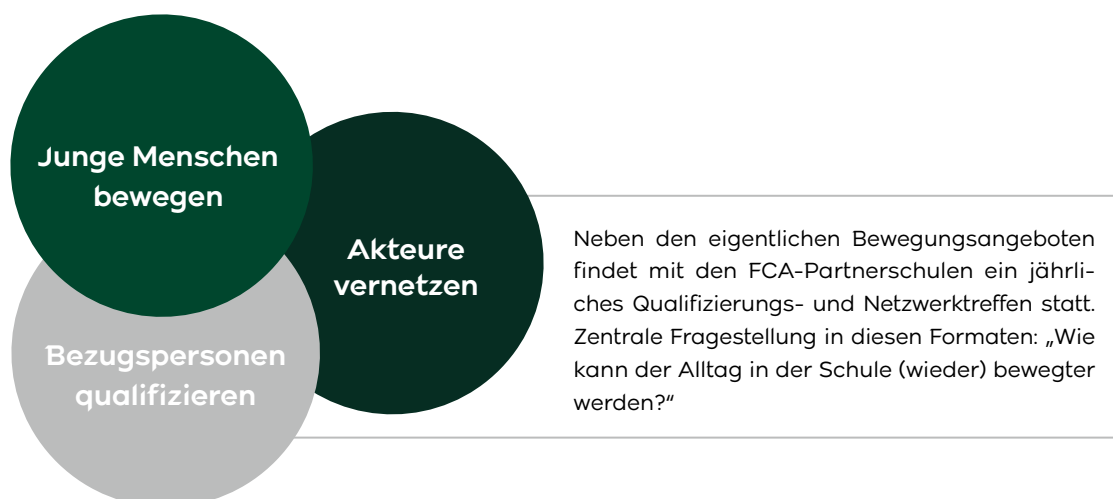 Junge Menschen
bewegen
Akteure
vernetzen
Bezugspersonen
qualifizieren
Neben den eigentlichen Bewegungsangeboten
findet mit den FCA-Partnerschulen ein jährli-
ches Qualifizierungs- und Netzwerktreffen statt.
Zentrale Fragestellung in diesen Formaten: „Wie
kann der Alltag in der Schule (wieder) bewegter
werden?“